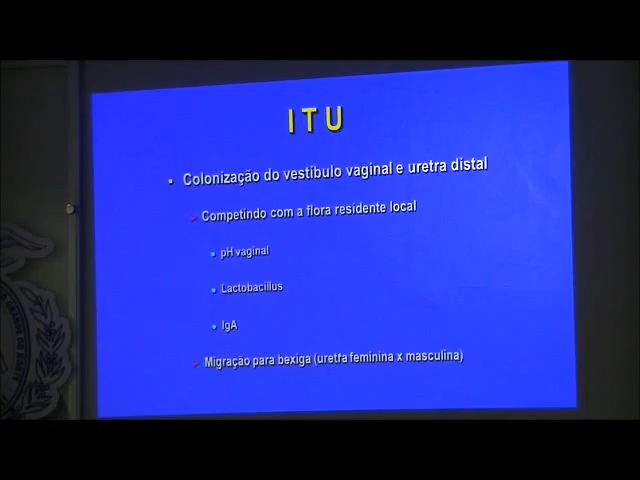 ITU
Colonização do vestíbulo vaginal e uretra distal
Competindo com a flora residente local
pH vaginal
Lactobacillus
IgA
Migração para bexiga (uretra feminina x masculina)